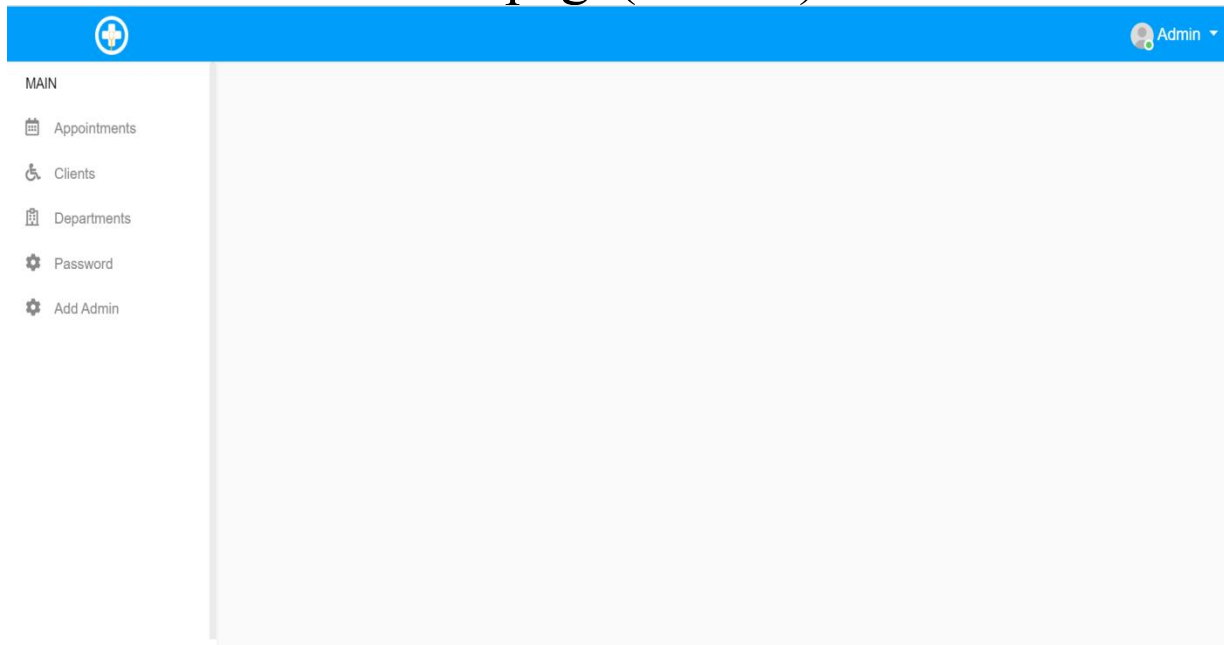 Admin
MAIN
Appointments
Clients
Departments
Password
Add Admin